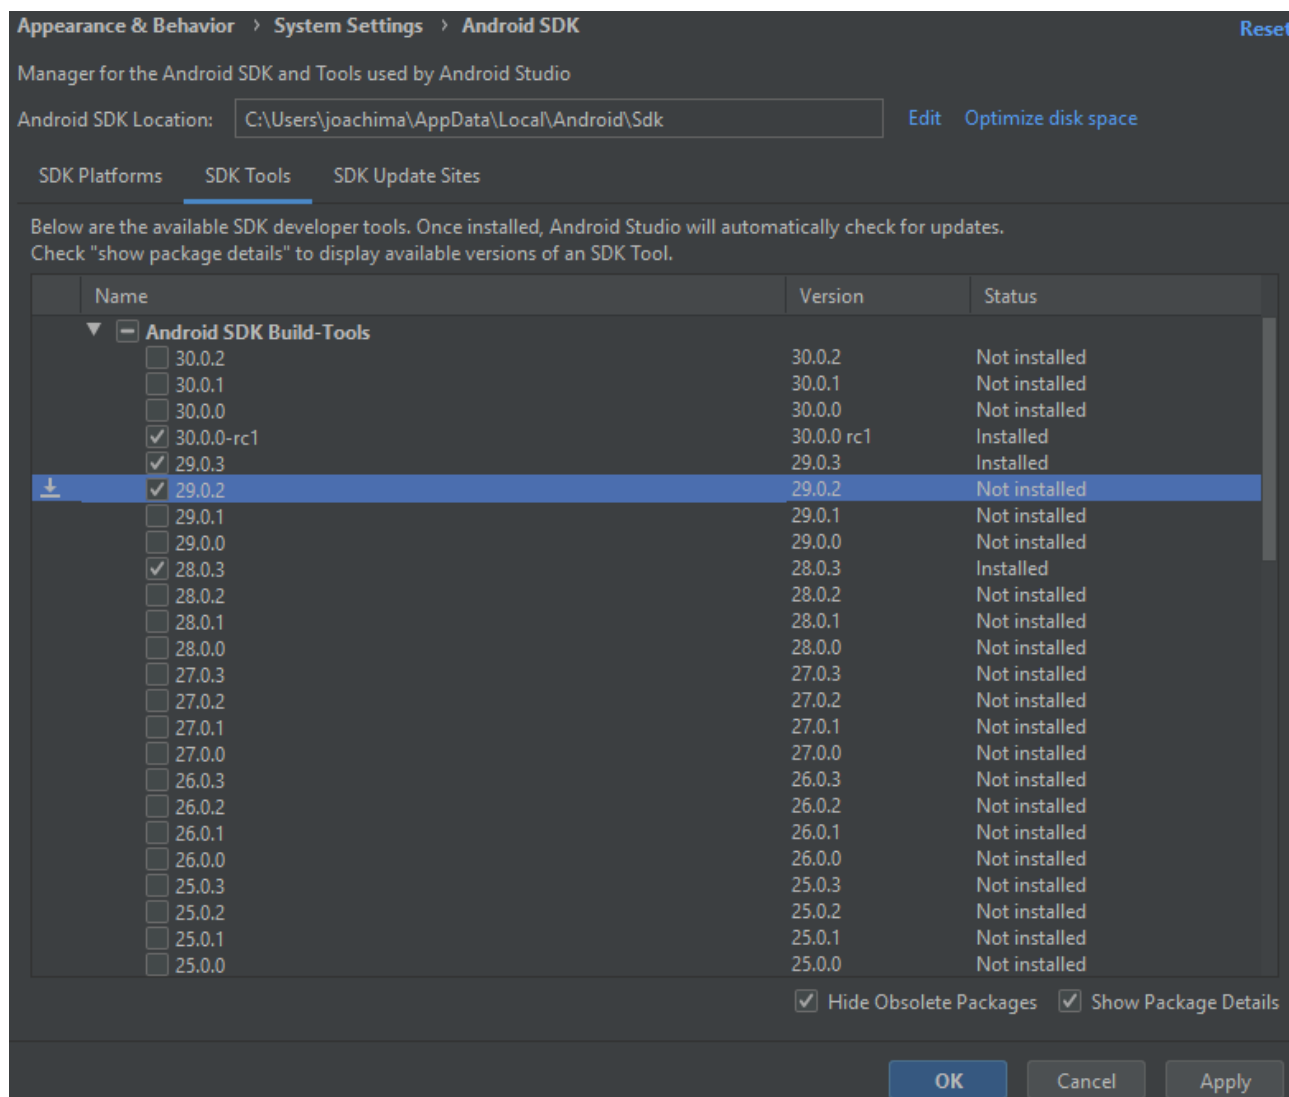 Appearance & Behavior › System Settings › Android SDK Reset
Manager for the Android SDK and Tools used by Android Studio
Android SDK Location: C:\Users\joachima\AppData\Local\Android\Sdk Edit Optimize disk space
SDK Platforms SDK Tools SDK Update Sites
Below are the available SDK developer tools. Once installed, Android Studio will automatically check for updates.
Check "show package details" to display available versions of an SDK Tool.
Name Version Status
Android SDK Build-Tools
30.0.2 30.0.2 Not installed
30.0.1 30.0.1 Not installed
30.0.0 30.0.0 Not installed
30.0.0-rc1 30.0.0 rc1 Installed
29.0.3 29.0.3 Installed
29.0.2 29.0.2 Not installed
29.0.1 29.0.1 Not installed
29.0.0 29.0.0 Not installed
28.0.3 28.0.3 Installed
28.0.2 28.0.2 Not installed
28.0.1 28.0.1 Not installed
28.0.0 28.0.0 Not installed
27.0.3 27.0.3 Not installed
27.0.2 27.0.2 Not installed
27.0.1 27.0.1 Not installed
27.0.0 27.0.0 Not installed
26.0.3 26.0.3 Not installed
26.0.2 26.0.2 Not installed
26.0.1 26.0.1 Not installed
26.0.0 26.0.0 Not installed
25.0.3 25.0.3 Not installed
25.0.2 25.0.2 Not installed
25.0.1 25.0.1 Not installed
25.0.0 25.0.0 Not installed
Hide Obsolete Packages Show Package Details
OK Cancel Apply